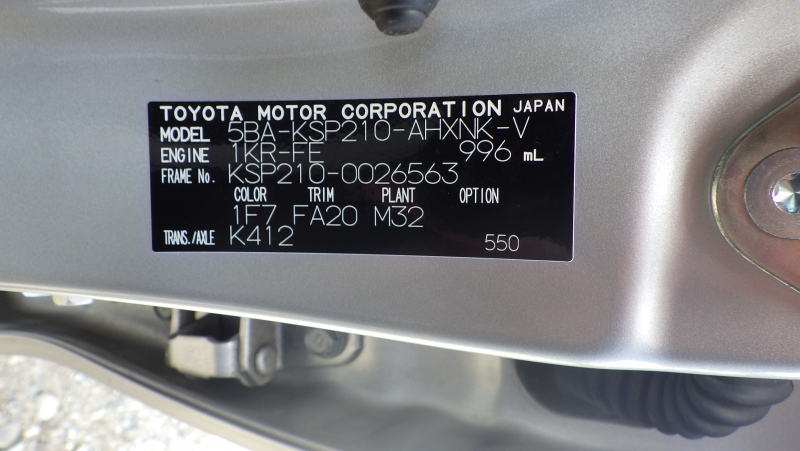 TOYOTA MOTOR CORPORATION JAPAN
MODEL 5BA-KSP210-AHXNK-V
ENGINE 1KR-FE 996 mL
FRAME No. KSP210-0026563
COLOR TRIM PLANT OPTION
1F7 FA20 M32
TRANS./AXLE K412 550